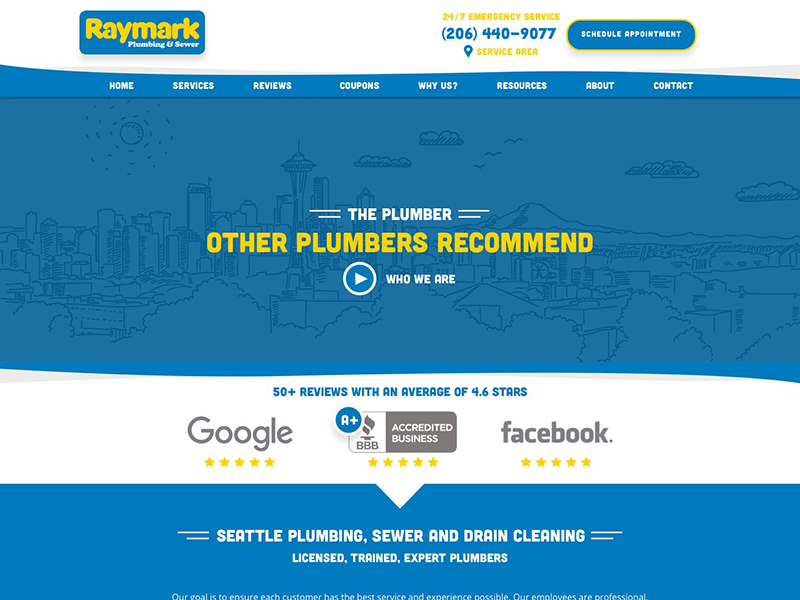 Raymark
Plumbing & Sewer
24/7 EMERGENCY SERVICE
(206) 440-9077
SERVICE AREA
SCHEDULE APPOINTMENT
HOME SERVICES REVIEWS COUPONS WHY US? RESOURCES ABOUT CONTACT
THE PLUMBER
OTHER PLUMBERS RECOMMEND
WHO WE ARE
50+ REVIEWS WITH AN AVERAGE OF 4.6 STARS
Google
A+
BBB
ACCREDITED
BUSINESS
facebook.
SEATTLE PLUMBING, SEWER AND DRAIN CLEANING
LICENSED, TRAINED, EXPERT PLUMBERS
Our goal is to ensure each customer has the best service and experience possible. Our employees are professional,